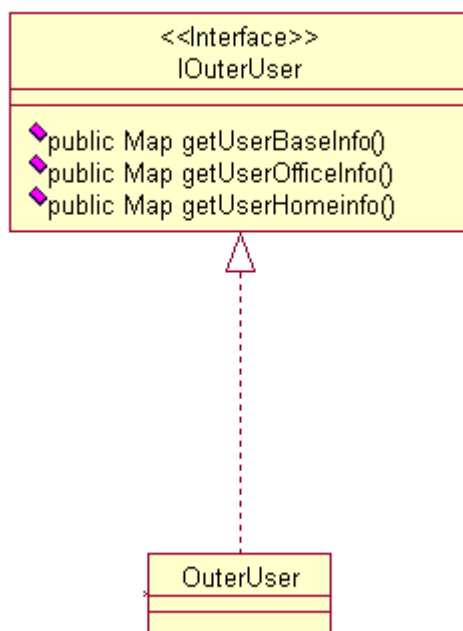 <<Interface>>
IOuterUser
public Map getUserBaseInfo()
public Map getUserOfficeInfo()
public Map getUserHomeinfo()
OuterUser